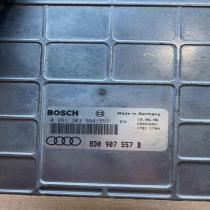 BOSCH
Made in Germany
0 261 203 554/555
8D0 907 557 B